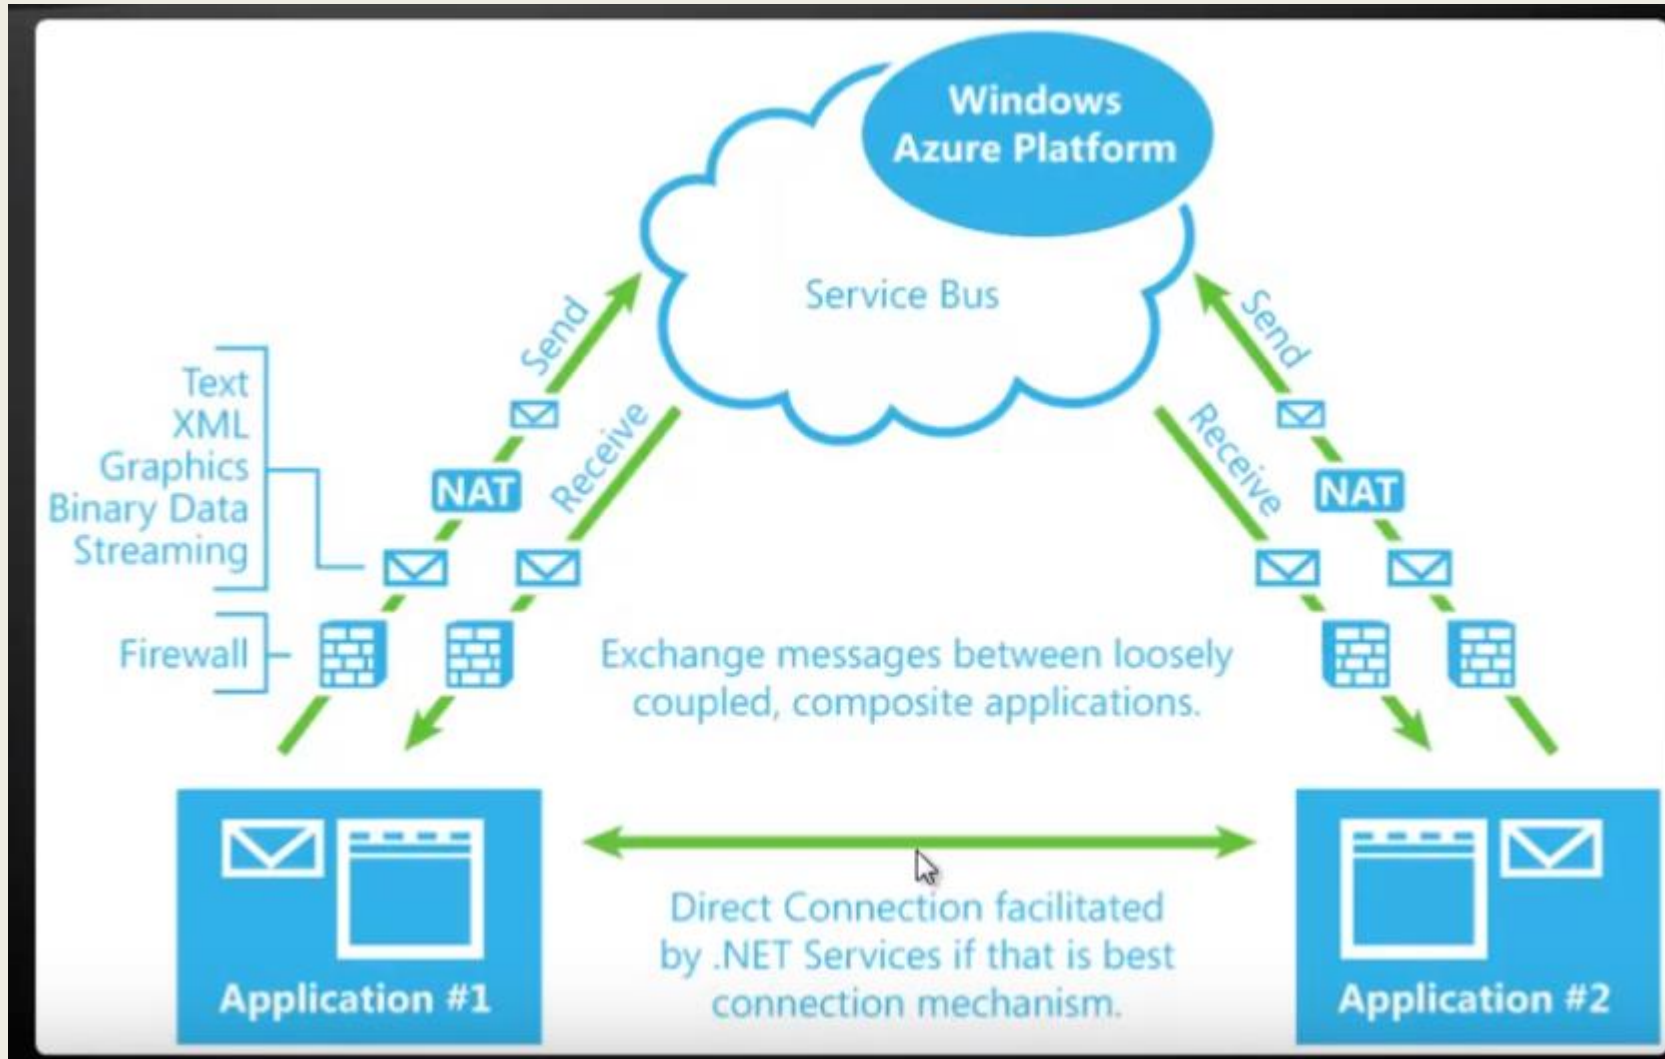 Windows
Azure Platform
Service Bus
Send
Send
Text
XML
Graphics
Binary Data
Streaming
Receive
Receive
NAT
NAT
Firewall
Exchange messages between loosely
coupled, composite applications.
Direct Connection facilitated
by .NET Services if that is best
connection mechanism.
Application #1
Application #2